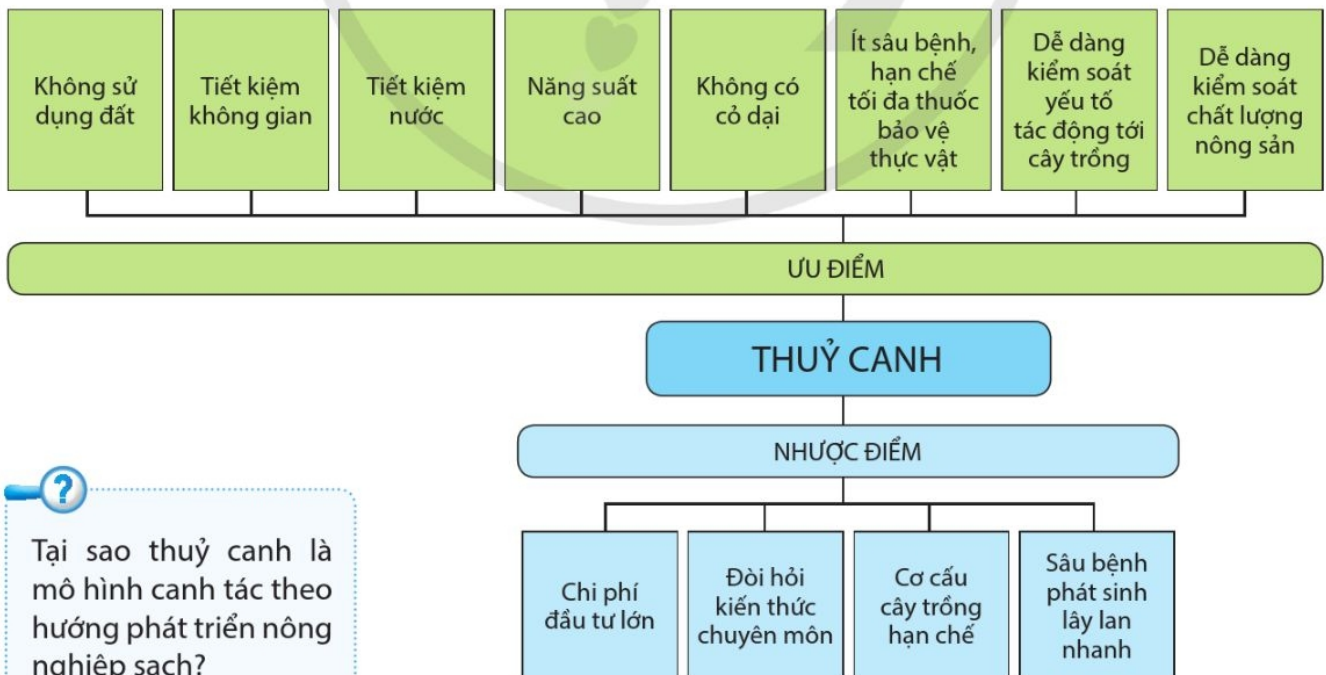 Không sử
dụng đất
Tiết kiệm
không gian
Tiết kiệm
nước
Năng suất
cao
Không có
cỏ dại
Ít sâu bệnh,
hạn chế
tối đa thuốc
bảo vệ
thực vật
Dễ dàng
kiểm soát
yếu tố
tác động tới
cây trồng
Dễ dàng
kiểm soát
chất lượng
nông sản
ƯU ĐIỂM
THUỶ CANH
NHƯỢC ĐIỂM
Chi phí
đầu tư lớn
Đòi hỏi
kiến thức
chuyên môn
Cơ cấu
cây trồng
hạn chế
Sâu bệnh
phát sinh
lây lan
nhanh
?
Tại sao thuỷ canh là
mô hình canh tác theo
hướng phát triển nông
nghiệp sạch?